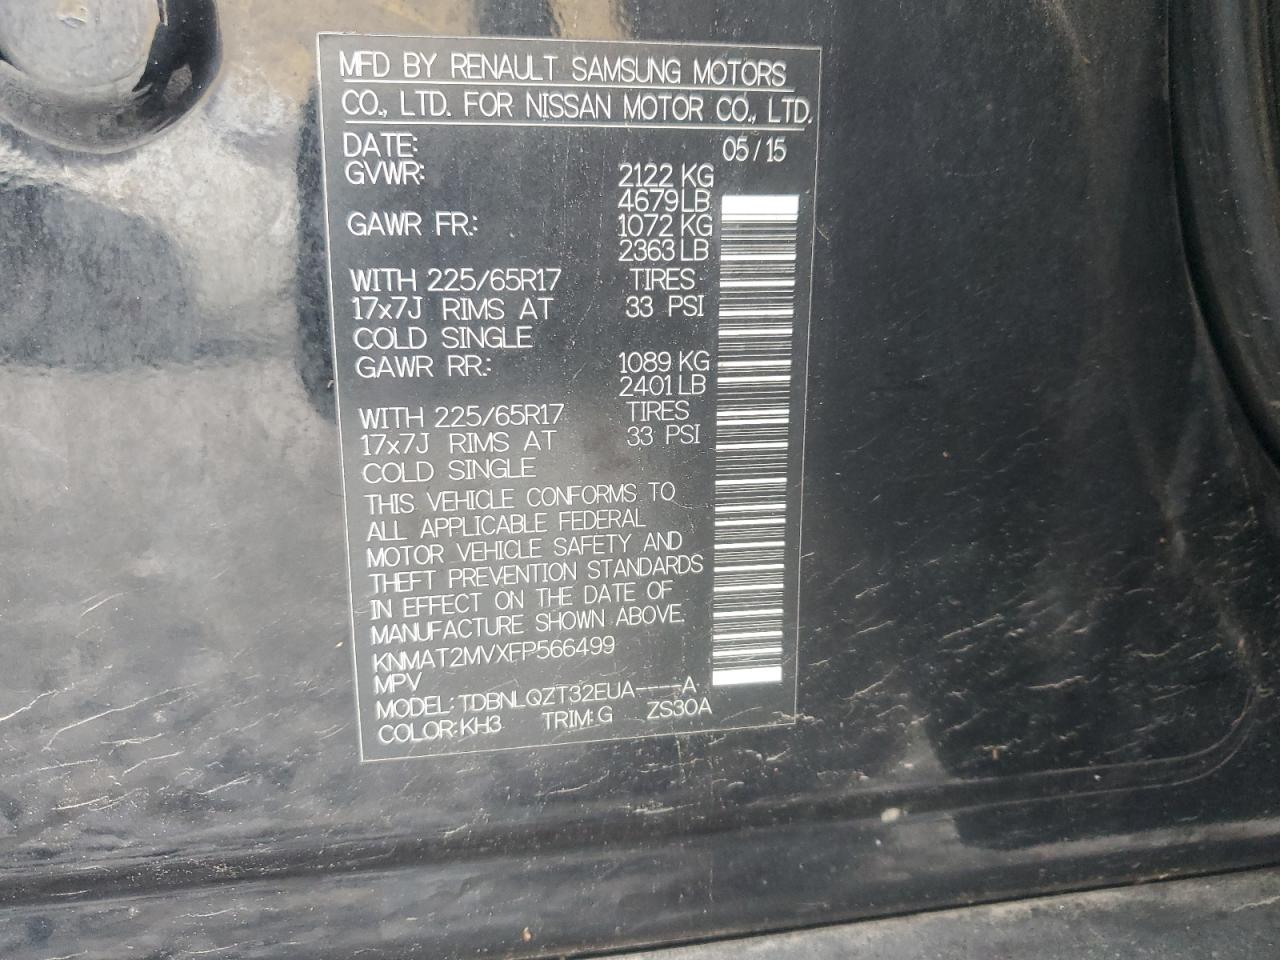 MFD BY RENAULT SAMSUNG MOTORS
CO., LTD. FOR NISSAN MOTOR CO., LTD.
DATE: 05/15
GVWR: 2122 KG
4679 LB
GAWR FR.: 1072 KG
2363 LB
WITH 225/65R17 TIRES
17x7J RIMS AT 33 PSI
COLD SINGLE
GAWR RR.: 1089 KG
2401 LB
WITH 225/65R17 TIRES
17x7J RIMS AT 33 PSI
COLD SINGLE
THIS VEHICLE CONFORMS TO
ALL APPLICABLE FEDERAL
MOTOR VEHICLE SAFETY AND
THEFT PREVENTION STANDARDS
IN EFFECT ON THE DATE OF
MANUFACTURE SHOWN ABOVE.
KNMAT2MVXFP566499
MPV
MODEL: TDBNLQZT32EUA----A
COLOR: KH3 TRIM: G ZS30A